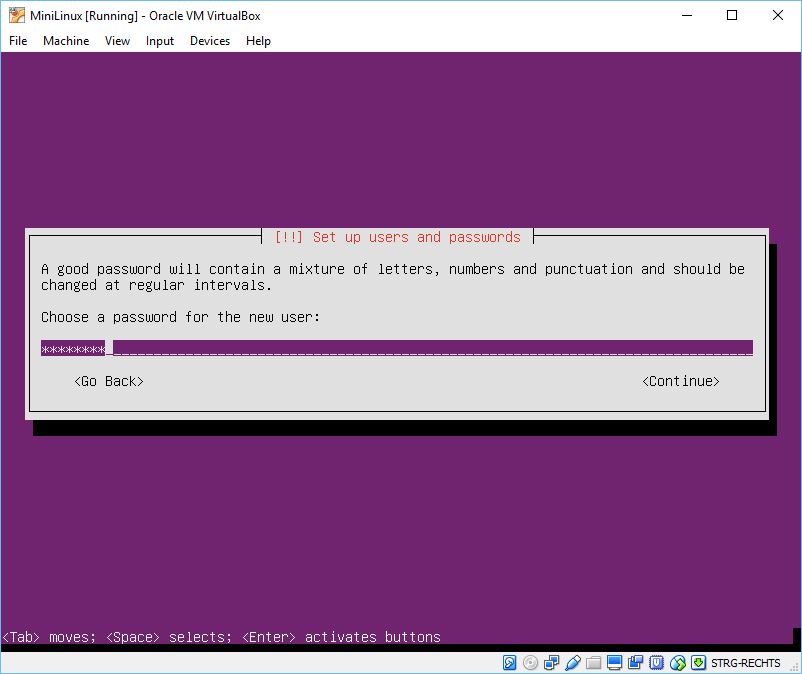 MiniLinux [Running] - Oracle VM VirtualBox
File Machine View Input Devices Help
[!!] Set up users and passwords
A good password will contain a mixture of letters, numbers and punctuation and should be
changed at regular intervals.
Choose a password for the new user:
********
<Go Back> <Continue>
<Tab> moves; <Space> selects; <Enter> activates buttons
STRG-RECHTS